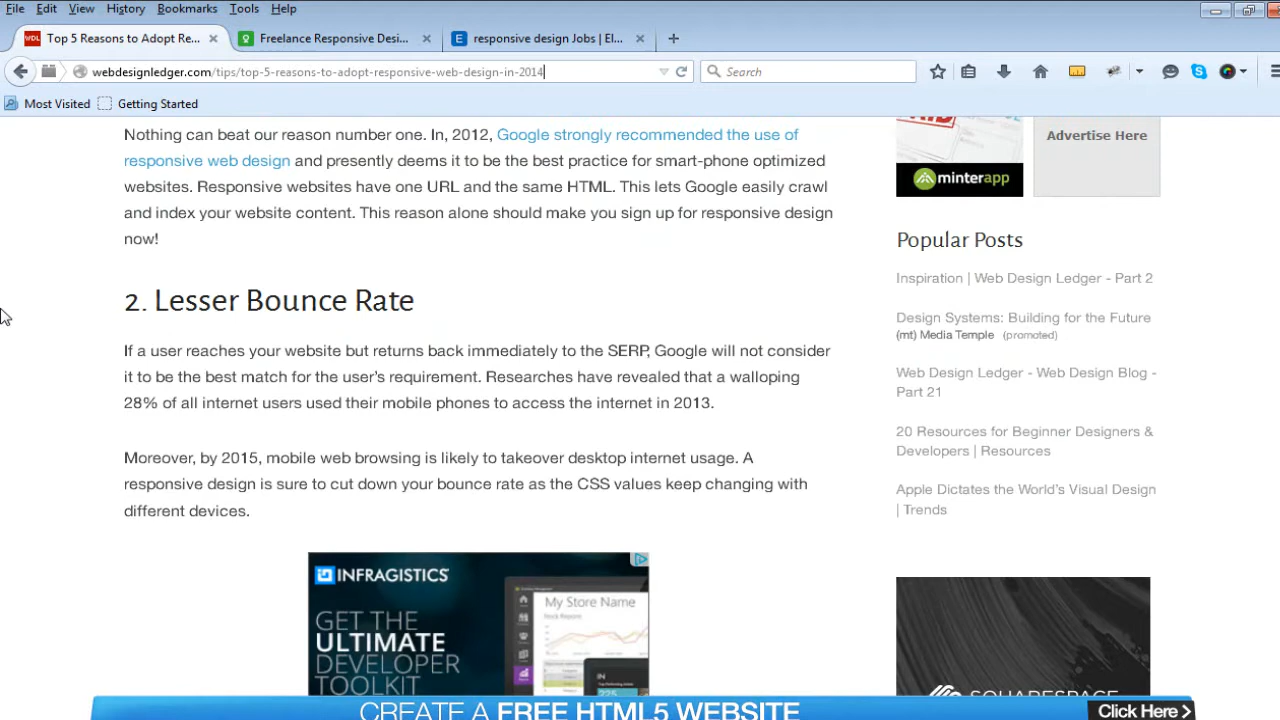 File Edit View History Bookmarks Tools Help
WDL Top 5 Reasons to Adopt Re... × Freelance Responsive Desi... × E responsive design Jobs | El... × +
webdesignledger.com/tips/top-5-reasons-to-adopt-responsive-web-design-in-2014 Search
Most Visited Getting Started
Nothing can beat our reason number one. In, 2012, Google strongly recommended the use of
responsive web design and presently deems it to be the best practice for smart-phone optimized
websites. Responsive websites have one URL and the same HTML. This lets Google easily crawl
and index your website content. This reason alone should make you sign up for responsive design
now!
2. Lesser Bounce Rate
If a user reaches your website but returns back immediately to the SERP, Google will not consider
it to be the best match for the user's requirement. Researches have revealed that a walloping
28% of all internet users used their mobile phones to access the internet in 2013.
Moreover, by 2015, mobile web browsing is likely to takeover desktop internet usage. A
responsive design is sure to cut down your bounce rate as the CSS values keep changing with
different devices.
INFRAGISTICS
GET THE
ULTIMATE
DEVELOPER
TOOLKIT
My Store Name
IN
225
minterapp
Advertise Here
Popular Posts
Inspiration | Web Design Ledger - Part 2
Design Systems: Building for the Future
(mt) Media Temple (promoted)
Web Design Ledger - Web Design Blog -
Part 21
20 Resources for Beginner Designers &
Developers | Resources
Apple Dictates the World's Visual Design
| Trends
SQUARESPACE
CREATE A FREE HTML5 WEBSITE Click Here >